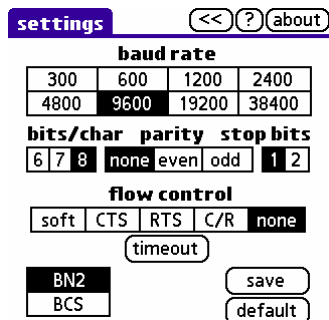 settings << ? about
baud rate
300 600 1200 2400
4800 9600 19200 38400
bits/char parity stop bits
6 7 8 none even odd 1 2
flow control
soft CTS RTS C/R none
timeout
BN2 save
BCS default